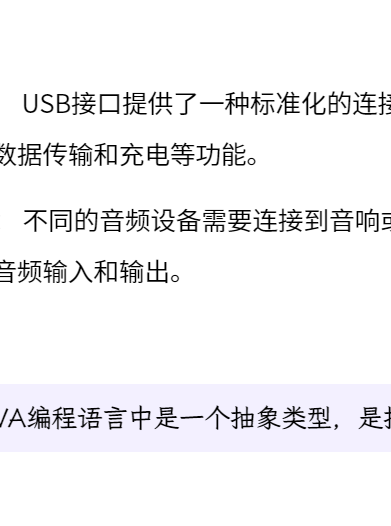 USB接口提供了一种标准化的连接
数据传输和充电等功能。
不同的音频设备需要连接到音响或
音频输入和输出。
VA编程语言中是一个抽象类型，是